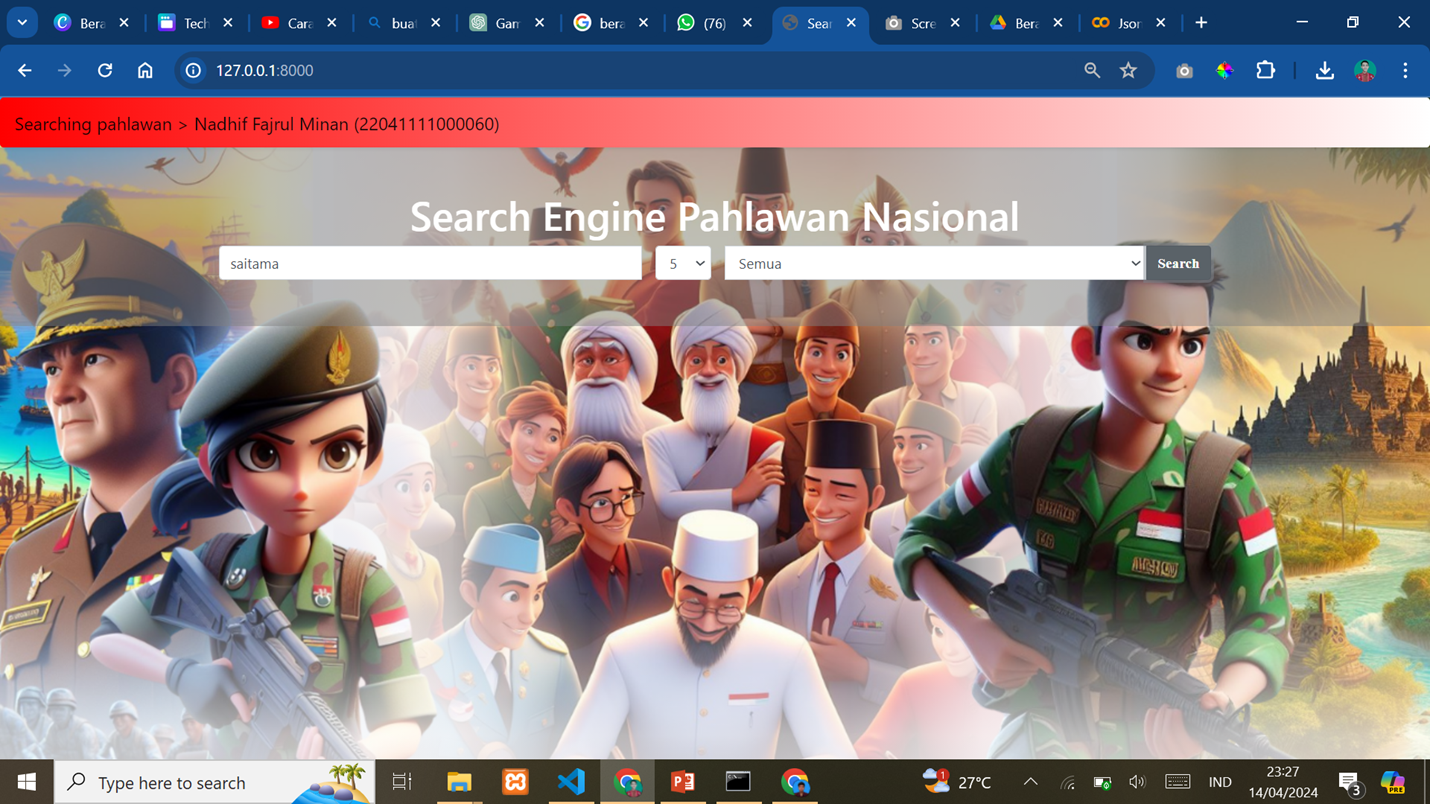 Bera
Tech
Cara
buat
Gam
bera
(76)
Sear
Scre
Bera
Json
127.0.0.1:8000
Searching pahlawan > Nadhif Fajrul Minan (22041111000060)
Search Engine Pahlawan Nasional
saitama
5
Semua
Search
Type here to search
27°C
IND
23:27
14/04/2024
3
PRE